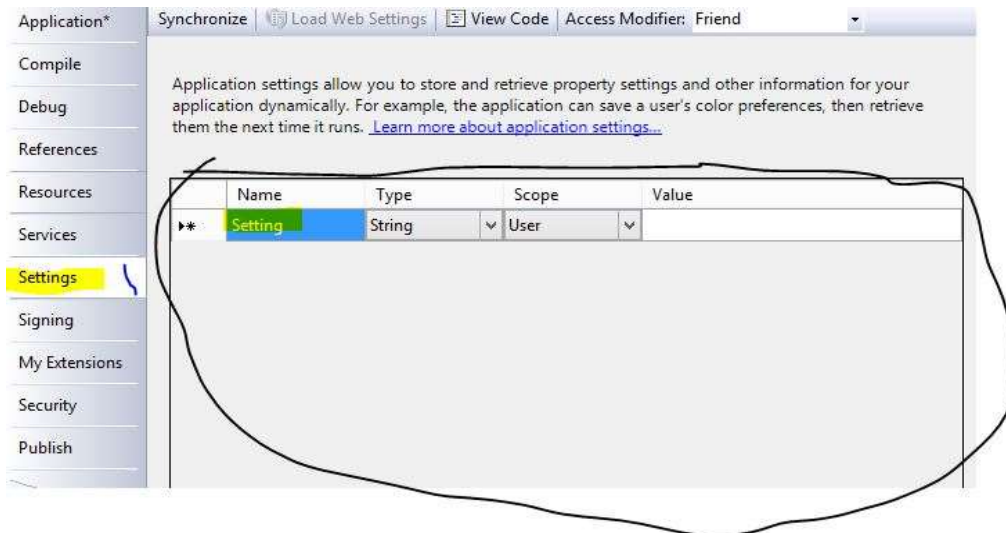 Application*
Synchronize Load Web Settings View Code Access Modifier: Friend
Compile
Debug
References
Resources
Services
Settings
Signing
My Extensions
Security
Publish
Application settings allow you to store and retrieve property settings and other information for your
application dynamically. For example, the application can save a user's color preferences, then retrieve
them the next time it runs. Learn more about application settings...
Name Type Scope Value
Setting String User